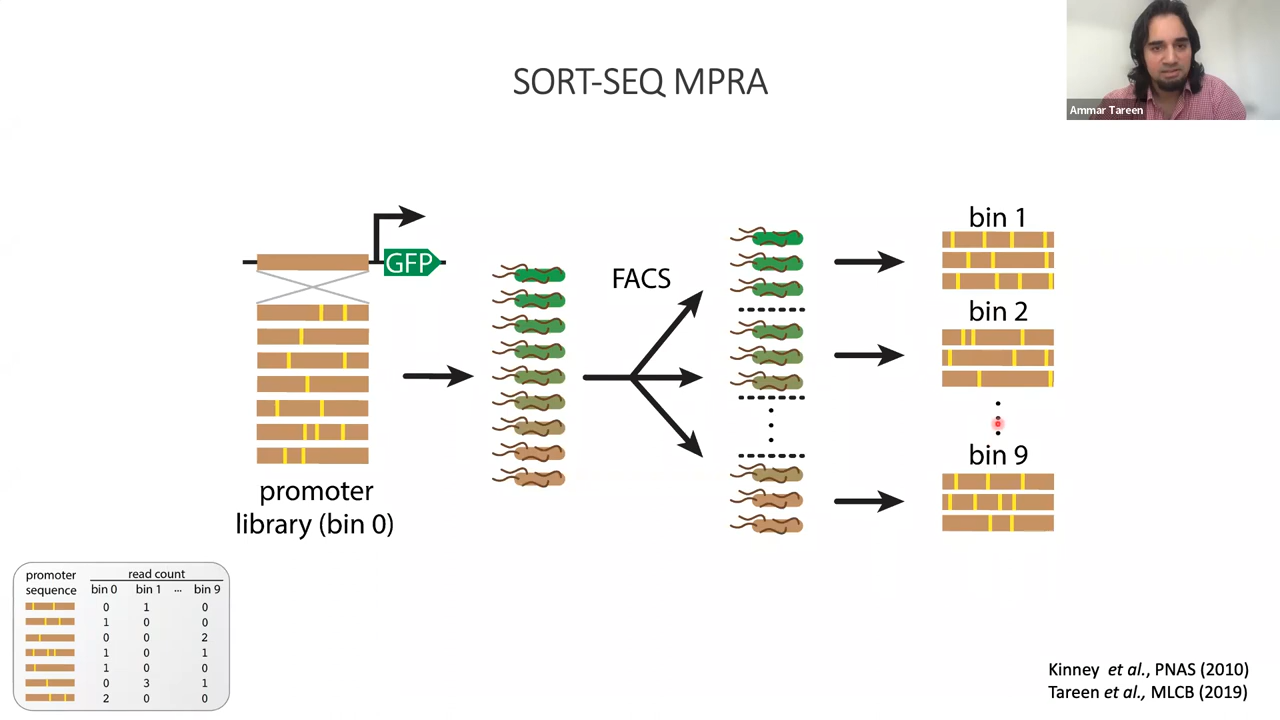 SORT-SEQ MPRA
Ammar Tareen
GFP
promoter
library (bin 0)
FACS
bin 1
bin 2
bin 9
promoter
sequence
read count
bin 0 bin 1 ... bin 9
0 1 0
1 0 0
0 0 2
1 0 1
1 0 0
0 3 1
2 0 0
Kinney et al., PNAS (2010)
Tareen et al., MLCB (2019)